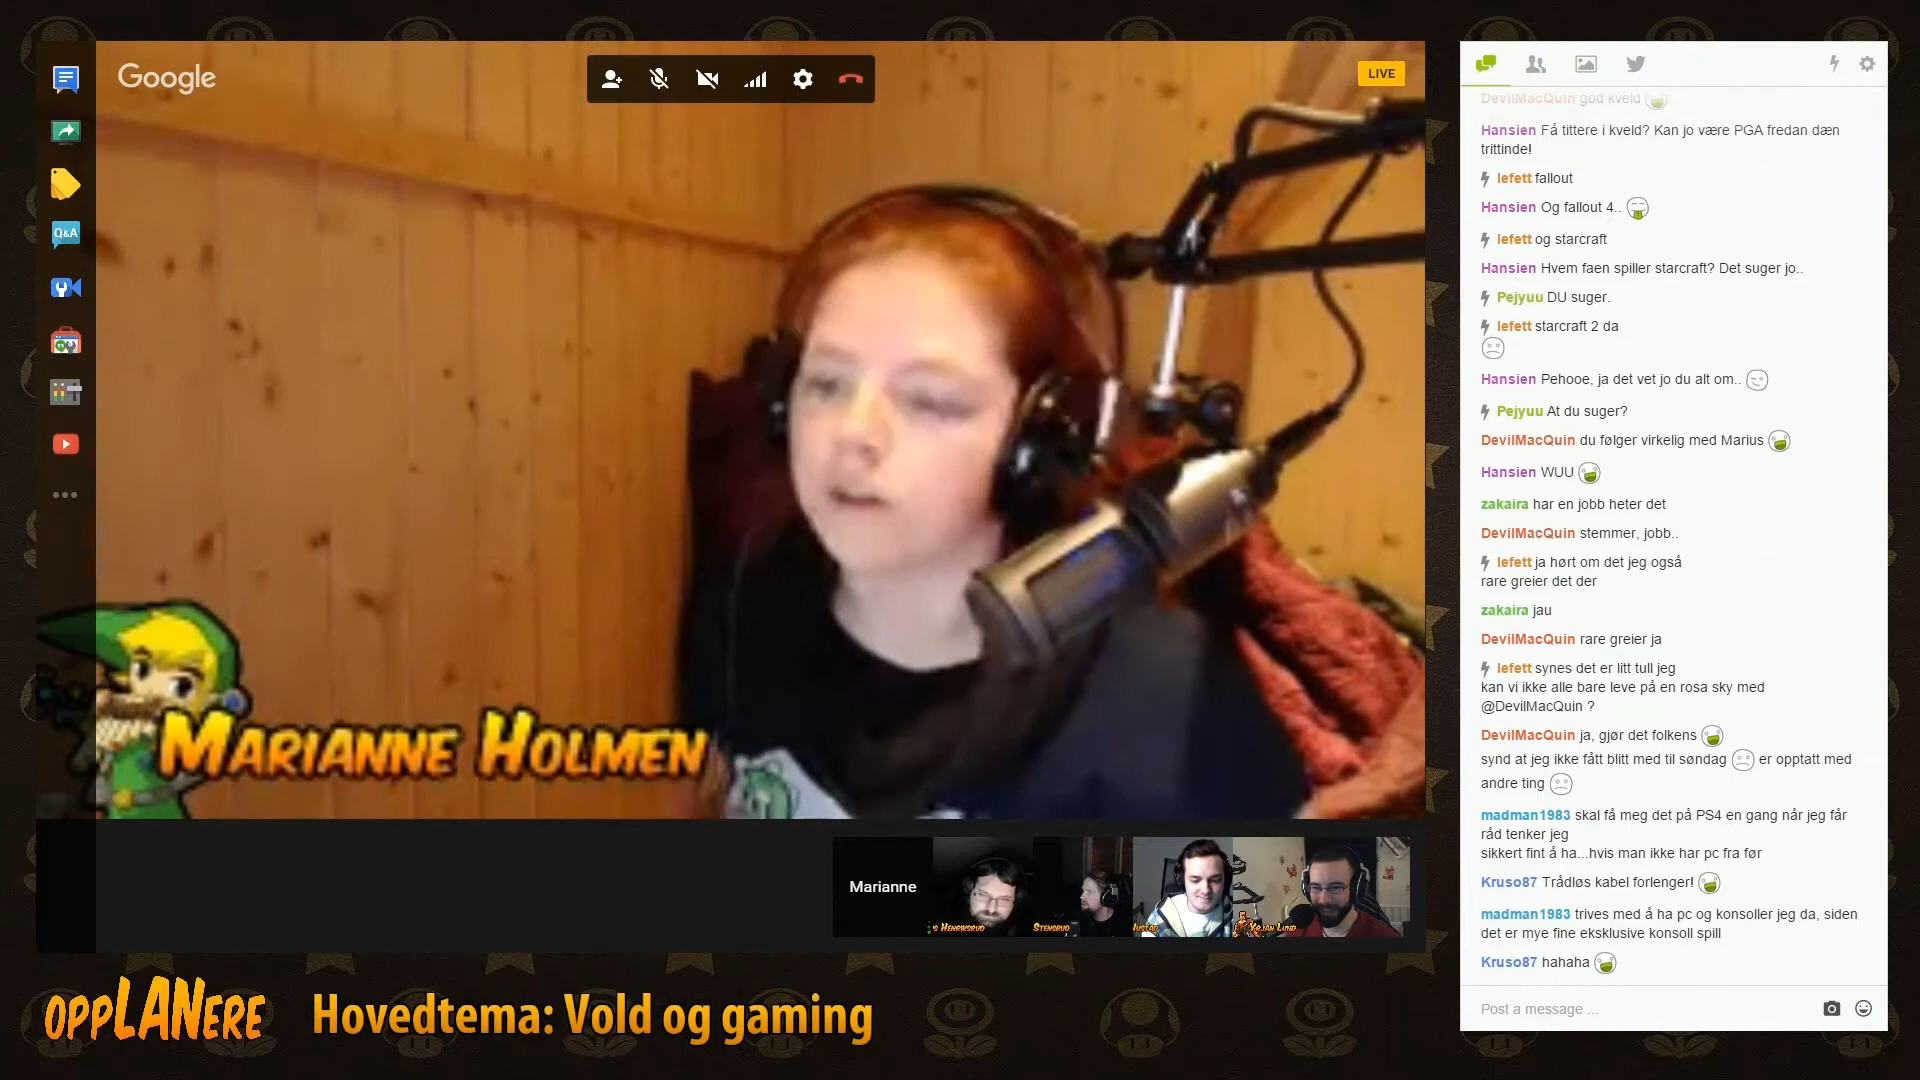 Google
LIVE
Q&A
MARIANNE HOLMEN
Marianne
HENRIKSRUD
STENSRUD
ØRJAN LUND
OPPLANERE
Hovedtema: Vold og gaming
DevilMacQuin god kveld
Hansien Få tittere i kveld? Kan jo være PGA fredan dæn
trittinde!
lefett fallout
Hansien Og fallout 4..
lefett og starcraft
Hansien Hvem faen spiller starcraft? Det suger jo..
Pejyuu DU suger.
lefett starcraft 2 da
Hansien Pehooe, ja det vet jo du alt om..
Pejyuu At du suger?
DevilMacQuin du følger virkelig med Marius
Hansien WUU
zakaira har en jobb heter det
DevilMacQuin stemmer, jobb..
lefett ja hørt om det jeg også
rare greier det der
zakaira jau
DevilMacQuin rare greier ja
lefett synes det er litt tull jeg
kan vi ikke alle bare leve på en rosa sky med
@DevilMacQuin ?
DevilMacQuin ja, gjør det folkens
synd at jeg ikke fått blitt med til søndag er opptatt med
andre ting
madman1983 skal få meg det på PS4 en gang når jeg får
råd tenker jeg
sikkert fint å ha...hvis man ikke har pc fra før
Kruso87 Trådløs kabel forlenger!
madman1983 trives med å ha pc og konsoller jeg da, siden
det er mye fine eksklusive konsoll spill
Kruso87 hahaha
Post a message ...